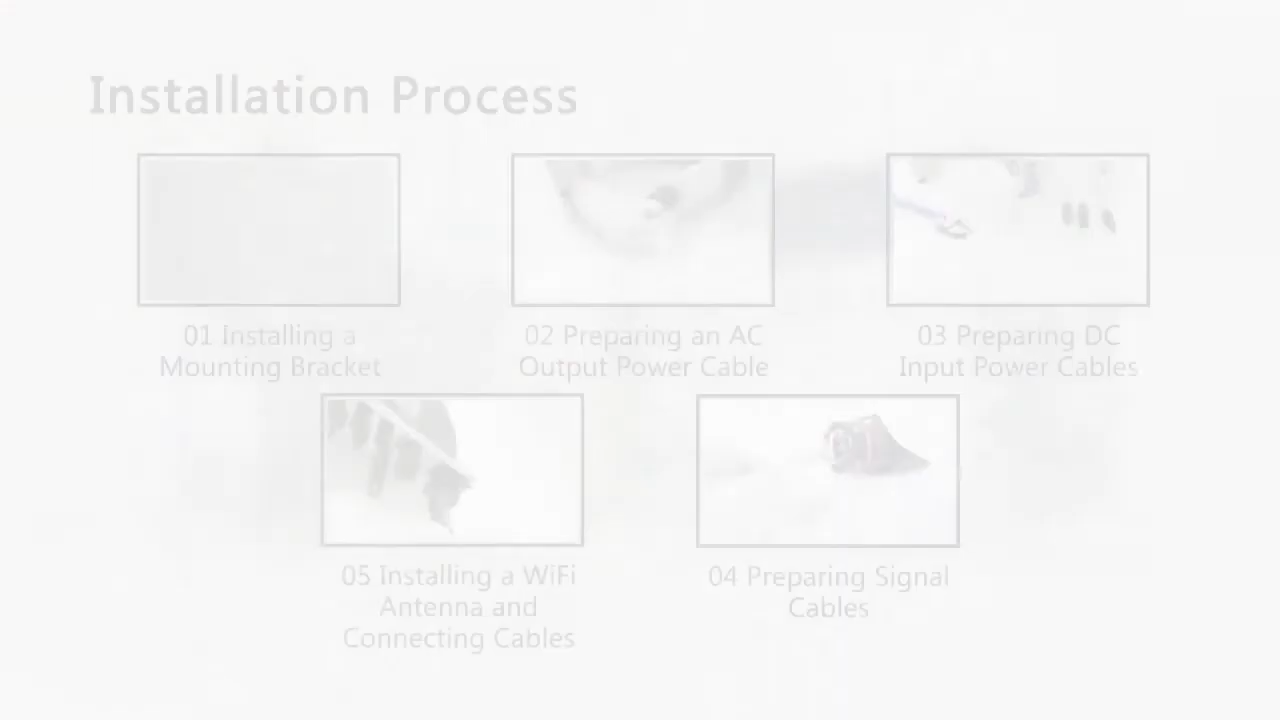 Installation Process
01 Installing a
Mounting Bracket
02 Preparing an AC
Output Power Cable
03 Preparing DC
Input Power Cables
05 Installing a WiFi
Antenna and
Connecting Cables
04 Preparing Signal
Cables